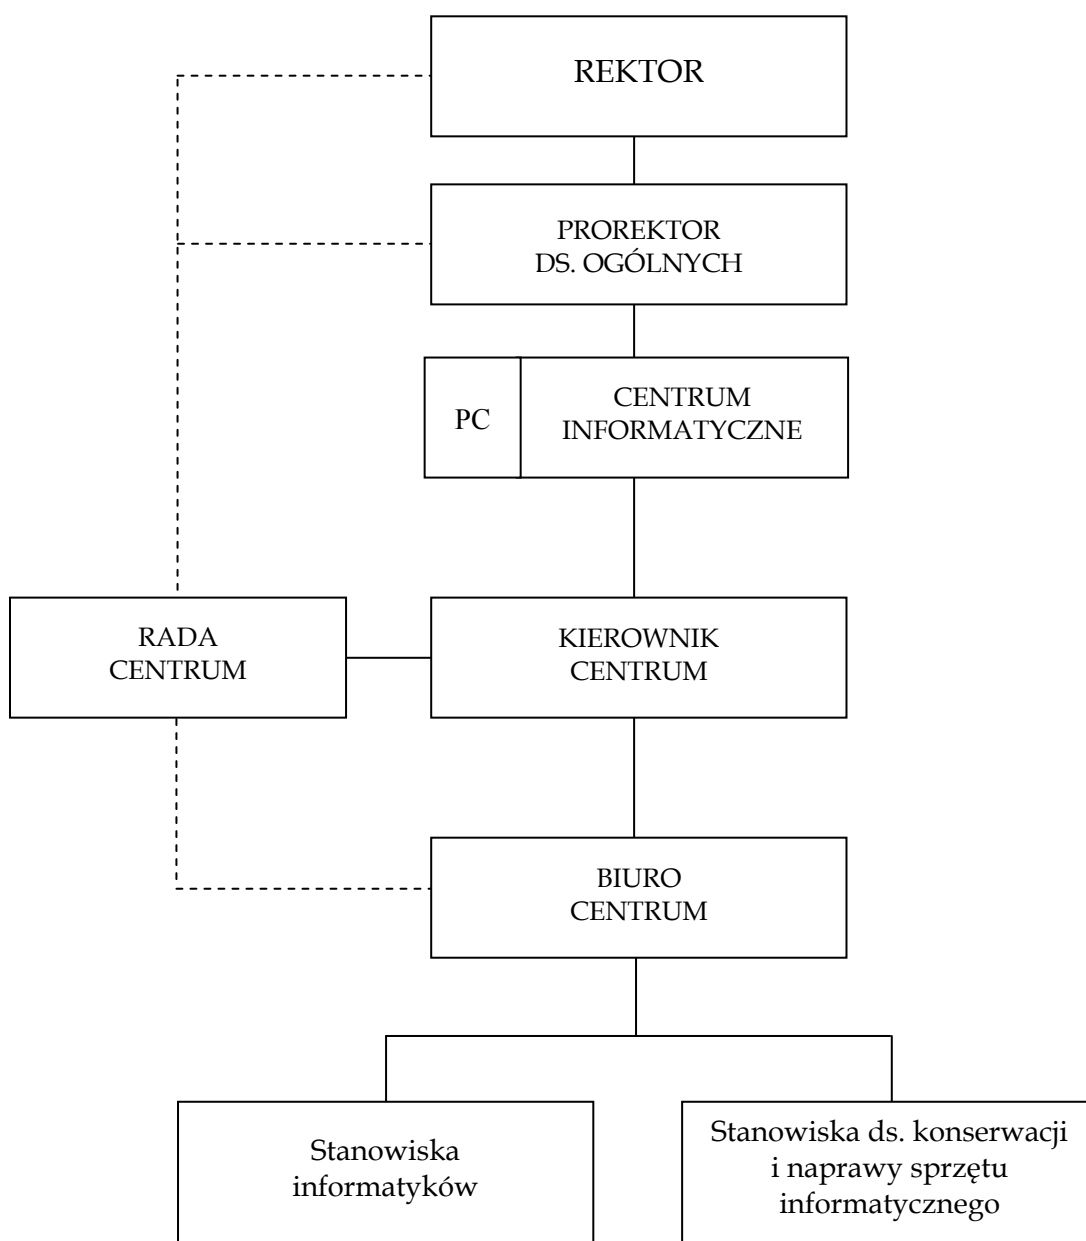 REKTOR
PROREKTOR
DS. OGÓLNYCH
PC
CENTRUM
INFORMATYCZNE
RADA
CENTRUM
KIEROWNIK
CENTRUM
BIURO
CENTRUM
Stanowiska
informatyków
Stanowiska ds. konserwacji
i naprawy sprzętu
informatycznego